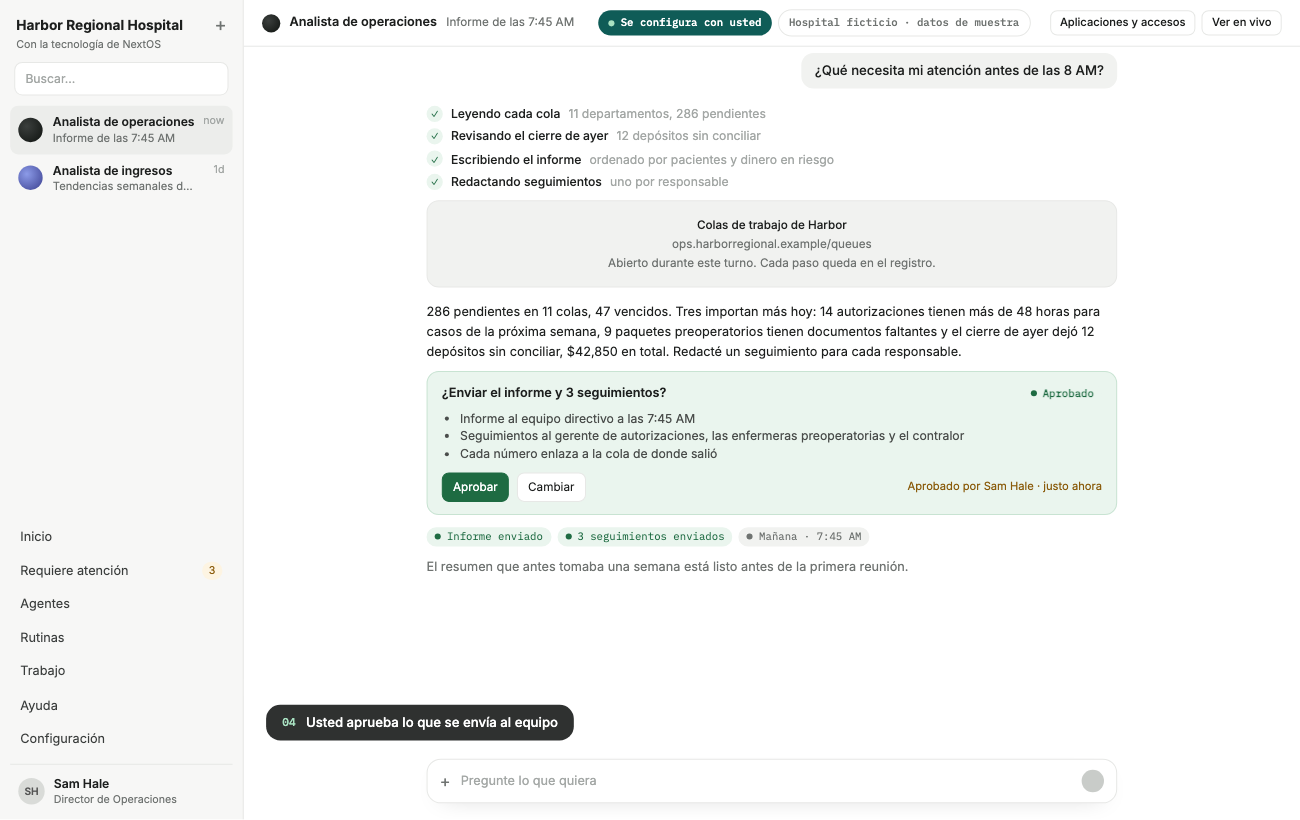 Harbor Regional Hospital
+
Con la tecnología de NextOS
Buscar...
Analista de operaciones
now
Informe de las 7:45 AM
Analista de ingresos
1d
Tendencias semanales d...
Inicio
Requiere atención
3
Agentes
Rutinas
Trabajo
Ayuda
Configuración
SH
Sam Hale
Director de Operaciones
Analista de operaciones
Informe de las 7:45 AM
Se configura con usted
Hospital ficticio · datos de muestra
Aplicaciones y accesos
Ver en vivo
¿Qué necesita mi atención antes de las 8 AM?
✓ Leyendo cada cola 11 departamentos, 286 pendientes
✓ Revisando el cierre de ayer 12 depósitos sin conciliar
✓ Escribiendo el informe ordenado por pacientes y dinero en riesgo
✓ Redactando seguimientos uno por responsable
Colas de trabajo de Harbor
ops.harborregional.example/queues
Abierto durante este turno. Cada paso queda en el registro.
286 pendientes en 11 colas, 47 vencidos. Tres importan más hoy: 14 autorizaciones tienen más de 48 horas para
casos de la próxima semana, 9 paquetes preoperatorios tienen documentos faltantes y el cierre de ayer dejó 12
depósitos sin conciliar, $42,850 en total. Redacté un seguimiento para cada responsable.
¿Enviar el informe y 3 seguimientos?
Aprobado
• Informe al equipo directivo a las 7:45 AM
• Seguimientos al gerente de autorizaciones, las enfermeras preoperatorias y el contralor
• Cada número enlaza a la cola de donde salió
Aprobar
Cambiar
Aprobado por Sam Hale · justo ahora
Informe enviado
3 seguimientos enviados
Mañana · 7:45 AM
El resumen que antes tomaba una semana está listo antes de la primera reunión.
04 Usted aprueba lo que se envía al equipo
+ Pregunte lo que quiera